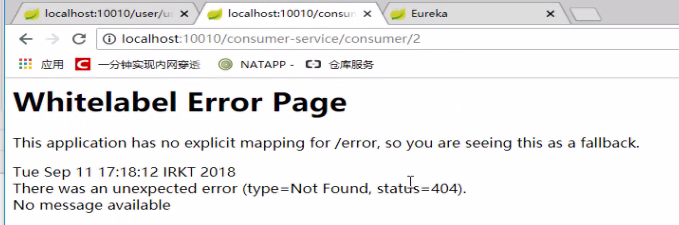 localhost:10010/user/u
localhost:10010/consum
Eureka
localhost:10010/consumer-service/consumer/2
应用 一分钟实现内网穿透 NATAPP - 仓库服务
Whitelabel Error Page
This application has no explicit mapping for /error, so you are seeing this as a fallback.
Tue Sep 11 17:18:12 IRKT 2018
There was an unexpected error (type=Not Found, status=404).
No message available